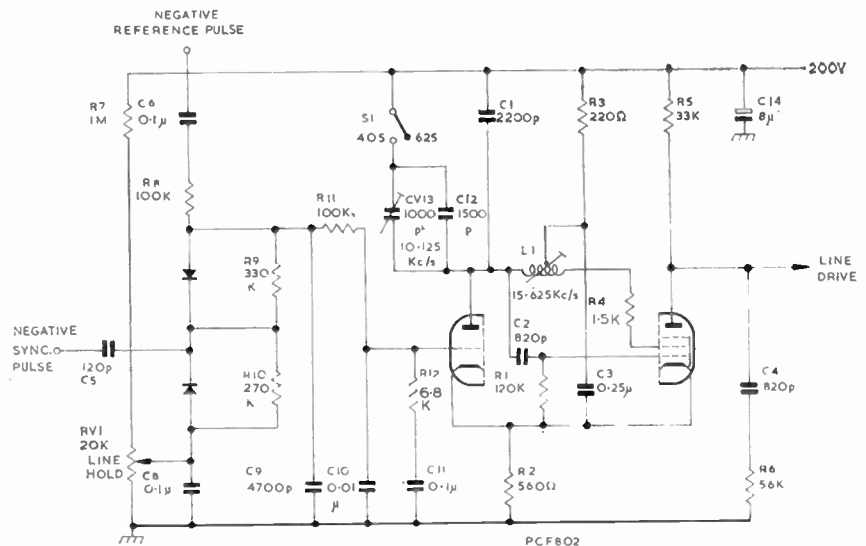 NEGATIVE
REFERENCE PULSE
200V
R7
1M
C6
0·1µ
S1
405
625
C1
2200p
R3
220Ω
R5
33K
C14
8µ
R8
100K
R11
100K
CV13
1000
p
10·125
Kc/s
C12
1500
p
R9
330
K
L1
15·625Kc/s
LINE
DRIVE
R4
1·5K
NEGATIVE
SYNC.
PULSE
120p
C5
C2
820p
R10
270
K
R12
6·8
K
R1
120K
C3
0·25µ
C4
820p
RV1
20K
LINE
HOLD
C8
0·1µ
C9
4700p
C10
0·01
µ
C11
0·1µ
R2
560Ω
R6
56K
PCF802